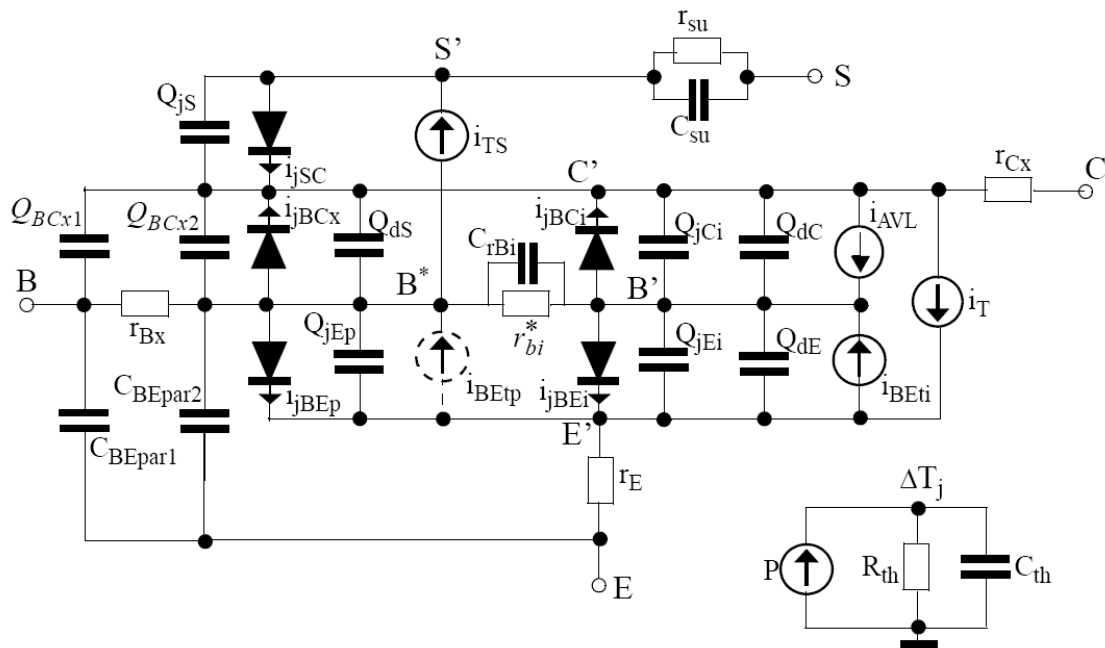 r_su
S'
S
Q_jS
C_su
i_TS
r_Cx
i_jSC
C'
C
Q_BCx1
Q_BCx2
i_jBCx
Q_dS
i_jBCi
Q_jCi
Q_dC
i_AVL
C_rBi
B
B*
B'
i_T
r_Bx
Q_jEp
r*_bi
Q_jEi
Q_dE
C_BEpar2
i_jBEp
i_BEtp
i_jBEi
i_BEti
C_BEpar1
E'
r_E
ΔT_j
P
R_th
C_th
E